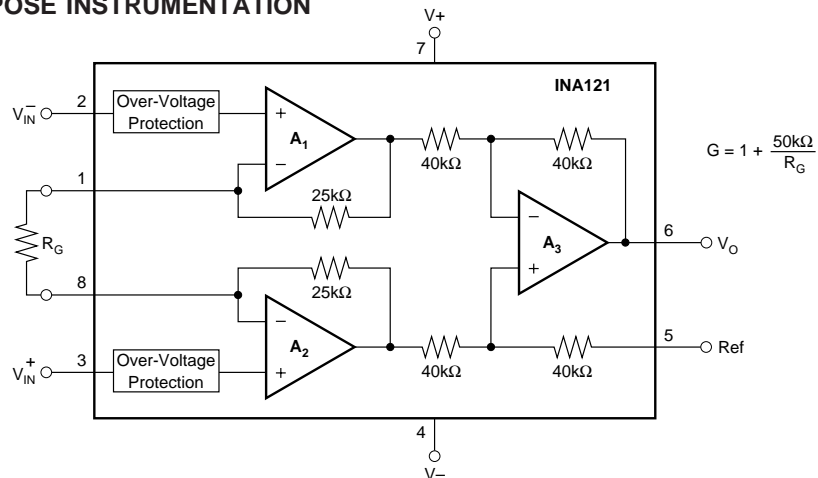 POSE INSTRUMENTATION
V+
7
INA121
V–IN
2
Over-Voltage
Protection
+
A1
–
40kΩ
40kΩ
G = 1 + 50kΩ
RG
1
25kΩ
RG
–
A3
+
6
VO
8
25kΩ
–
A2
+
V+IN
3
Over-Voltage
Protection
40kΩ
40kΩ
5
Ref
4
V–